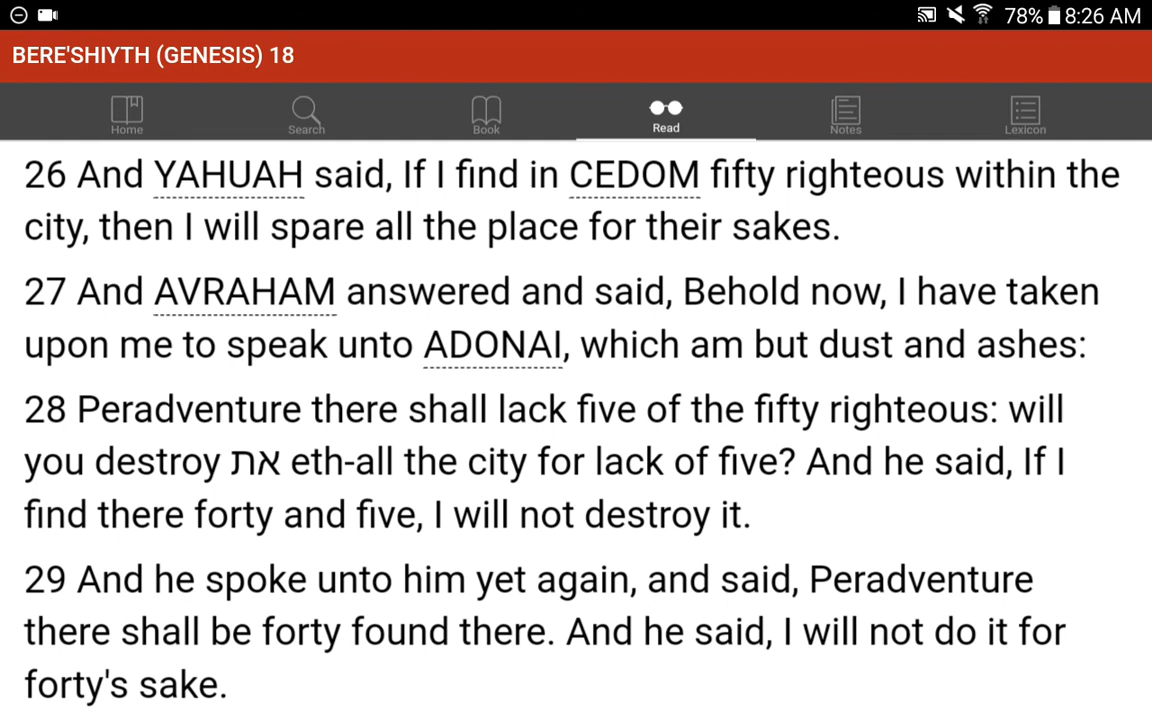 78% 8:26 AM
BERE'SHIYTH (GENESIS) 18
Home Search Book Read Notes Lexicon
26 And YAHUAH said, If I find in CEDOM fifty righteous within the
city, then I will spare all the place for their sakes.
27 And AVRAHAM answered and said, Behold now, I have taken
upon me to speak unto ADONAI, which am but dust and ashes:
28 Peradventure there shall lack five of the fifty righteous: will
you destroy את eth-all the city for lack of five? And he said, If I
find there forty and five, I will not destroy it.
29 And he spoke unto him yet again, and said, Peradventure
there shall be forty found there. And he said, I will not do it for
forty's sake.